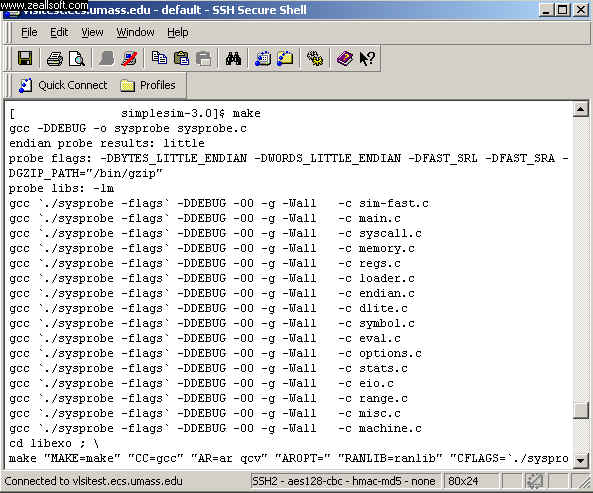 www.zeallsoft.com
vlsitest.ecs.umass.edu - default - SSH Secure Shell
File Edit View Window Help
Quick Connect Profiles
[ simplesim-3.0]$ make
gcc -DDEBUG -o sysprobe sysprobe.c
endian probe results: little
probe flags: -DBYTES_LITTLE_ENDIAN -DWORDS_LITTLE_ENDIAN -DFAST_SRL -DFAST_SRA -
DGZIP_PATH="/bin/gzip"
probe libs: -lm
gcc `./sysprobe -flags` -DDEBUG -O0 -g -Wall -c sim-fast.c
gcc `./sysprobe -flags` -DDEBUG -O0 -g -Wall -c main.c
gcc `./sysprobe -flags` -DDEBUG -O0 -g -Wall -c syscall.c
gcc `./sysprobe -flags` -DDEBUG -O0 -g -Wall -c memory.c
gcc `./sysprobe -flags` -DDEBUG -O0 -g -Wall -c regs.c
gcc `./sysprobe -flags` -DDEBUG -O0 -g -Wall -c loader.c
gcc `./sysprobe -flags` -DDEBUG -O0 -g -Wall -c endian.c
gcc `./sysprobe -flags` -DDEBUG -O0 -g -Wall -c dlite.c
gcc `./sysprobe -flags` -DDEBUG -O0 -g -Wall -c symbol.c
gcc `./sysprobe -flags` -DDEBUG -O0 -g -Wall -c eval.c
gcc `./sysprobe -flags` -DDEBUG -O0 -g -Wall -c options.c
gcc `./sysprobe -flags` -DDEBUG -O0 -g -Wall -c stats.c
gcc `./sysprobe -flags` -DDEBUG -O0 -g -Wall -c eio.c
gcc `./sysprobe -flags` -DDEBUG -O0 -g -Wall -c range.c
gcc `./sysprobe -flags` -DDEBUG -O0 -g -Wall -c misc.c
gcc `./sysprobe -flags` -DDEBUG -O0 -g -Wall -c machine.c
cd libexo ; \
make "MAKE=make" "CC=gcc" "AR=ar qcv" "AROPT=" "RANLIB=ranlib" "CFLAGS=`./syspro
Connected to vlsitest.ecs.umass.edu SSH2 - aes128-cbc - hmac-md5 - none 80x24